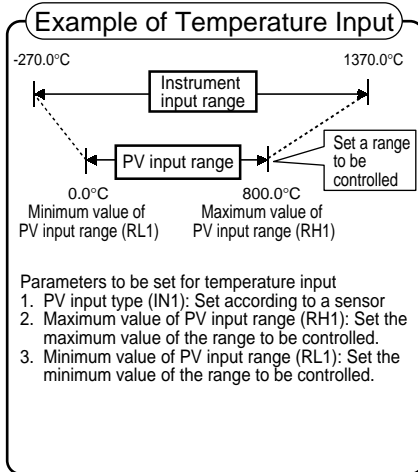 Example of Temperature Input
-270.0°C 1370.0°C
Instrument
input range
PV input range
Set a range
to be
controlled
0.0°C 800.0°C
Minimum value of Maximum value of
PV input range (RL1) PV input range (RH1)
Parameters to be set for temperature input
1. PV input type (IN1): Set according to a sensor
2. Maximum value of PV input range (RH1): Set the
maximum value of the range to be controlled.
3. Minimum value of PV input range (RL1): Set the
minimum value of the range to be controlled.